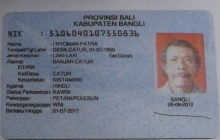 PROVINSI BALI
KABUPATEN BANGLI
NIK : 5106040107550836
Nama : I NYOMAN PATRA
Tempat/Tgl Lahir : DESA CATUR, 01-07-1955
Jenis kelamin : LAKI-LAKI Gol. Darah
Alamat : BANJAR CATUR
RT/RW
Kel/Desa : CATUR
Kecamatan : KINTAMANI
Agama : HINDU
Status Perkawinan : KAWIN
Pekerjaan : PETANI/PEKEBUN
Kewarganegaraan : WNI
Berlaku Hingga : 01-07-2017
BANGLI
26-09-2012